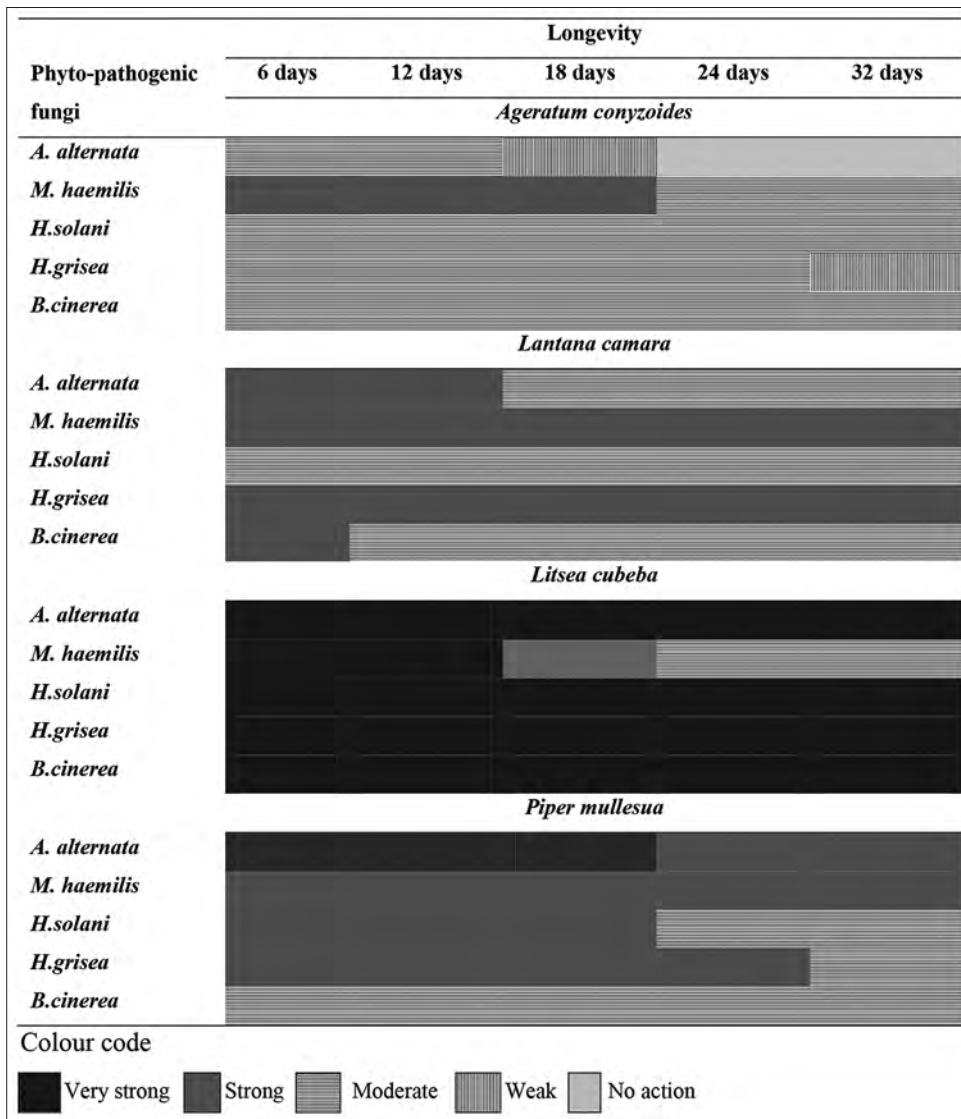 Longevity
Phyto-pathogenic fungi
6 days 12 days 18 days 24 days 32 days
Ageratum conyzoides
A. alternata
M. haemilis
H.solani
H.grisea
B.cinerea
Lantana camara
A. alternata
M. haemilis
H.solani
H.grisea
B.cinerea
Litsea cubeba
A. alternata
M. haemilis
H.solani
H.grisea
B.cinerea
Piper mullesua
A. alternata
M. haemilis
H.solani
H.grisea
B.cinerea
Colour code
Very strong Strong Moderate Weak No action